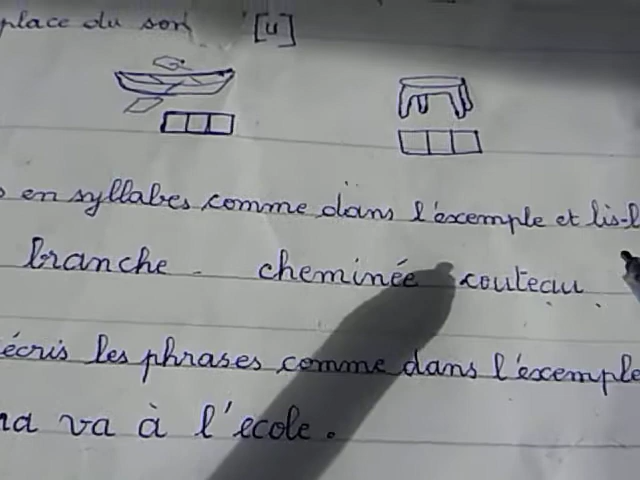 place du son [u]
en syllabes comme dans l'exemple et lis-l
branche - cheminée couteau
écris les phrases comme dans l'exemple
va à l'ecole.